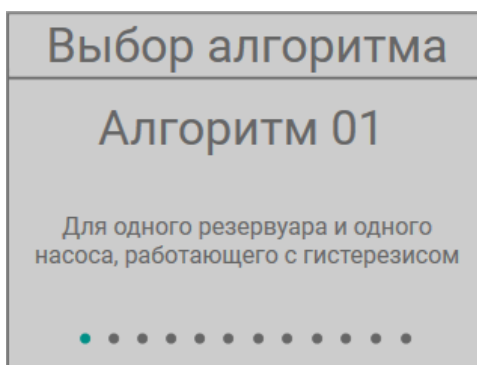 Выбор алгоритма
Алгоритм 01
Для одного резервуара и одного
насоса, работающего с гистерезисом